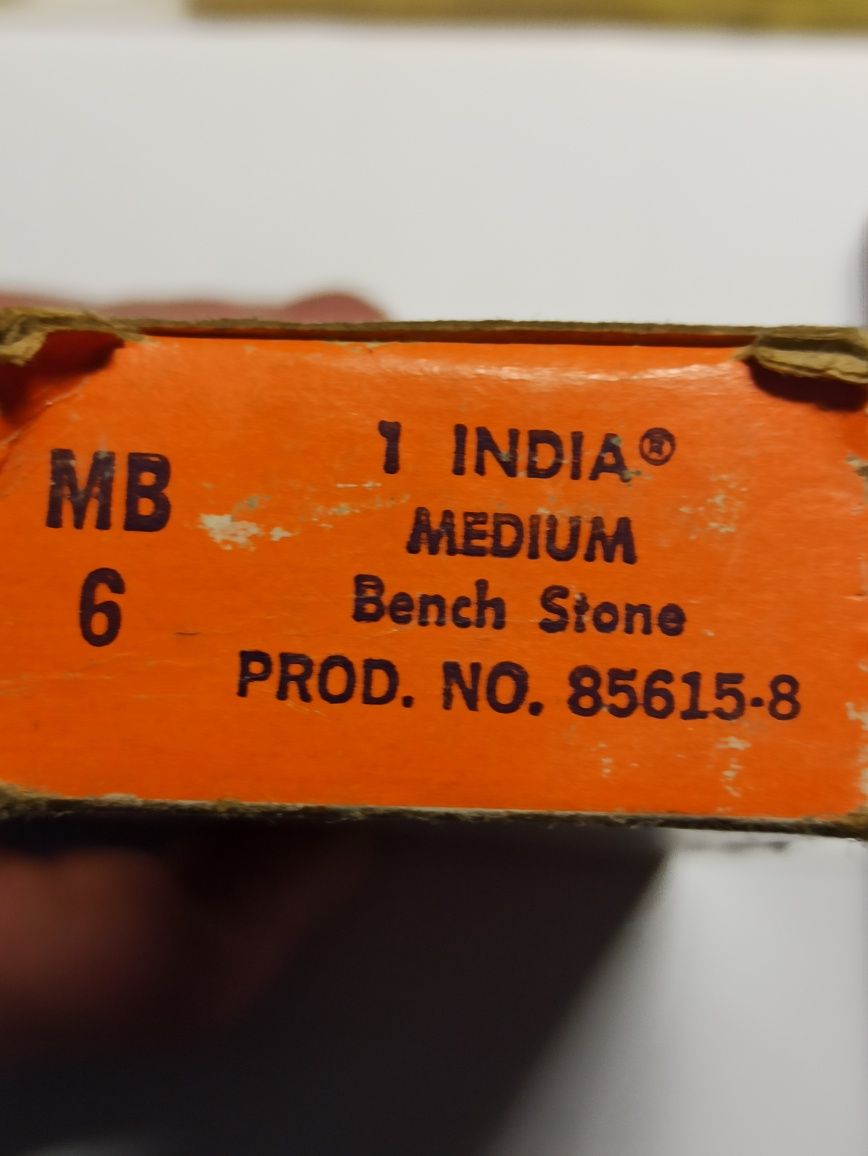 MB
6
1 INDIA®
MEDIUM
Bench Stone
PROD. NO. 85615-8